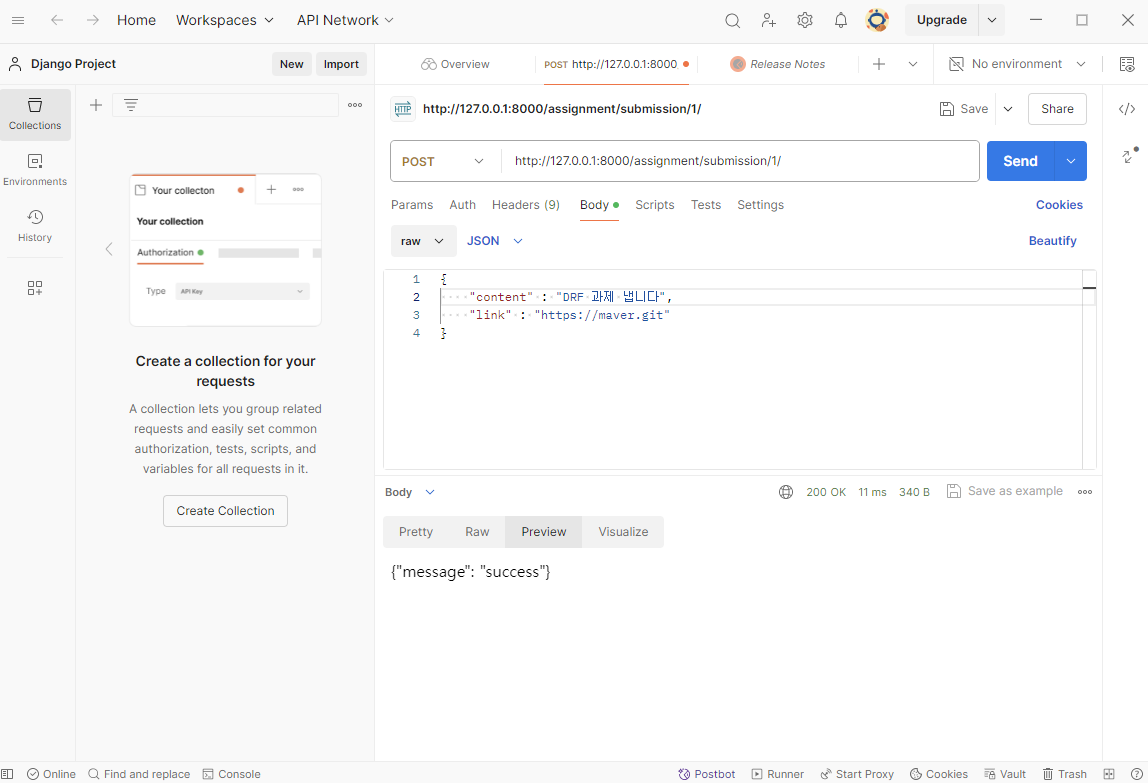 Home Workspaces API Network Upgrade
Django Project New Import Overview POST http://127.0.0.1:8000 Release Notes No environment
Collections
Environments
History
Your collecton
Your collection
Authorization
Type API Key
Create a collection for your
requests
A collection lets you group related
requests and easily set common
authorization, tests, scripts, and
variables for all requests in it.
Create Collection
HTTP http://127.0.0.1:8000/assignment/submission/1/ Save Share
POST http://127.0.0.1:8000/assignment/submission/1/ Send
Params Auth Headers (9) Body Scripts Tests Settings Cookies
raw JSON Beautify
1 {
2 "content" : "DRF 과제 냅니다",
3 "link" : "https://maver.git"
4 }
Body 200 OK 11 ms 340 B Save as example
Pretty Raw Preview Visualize
{"message": "success"}
Online Find and replace Console Postbot Runner Start Proxy Cookies Vault Trash